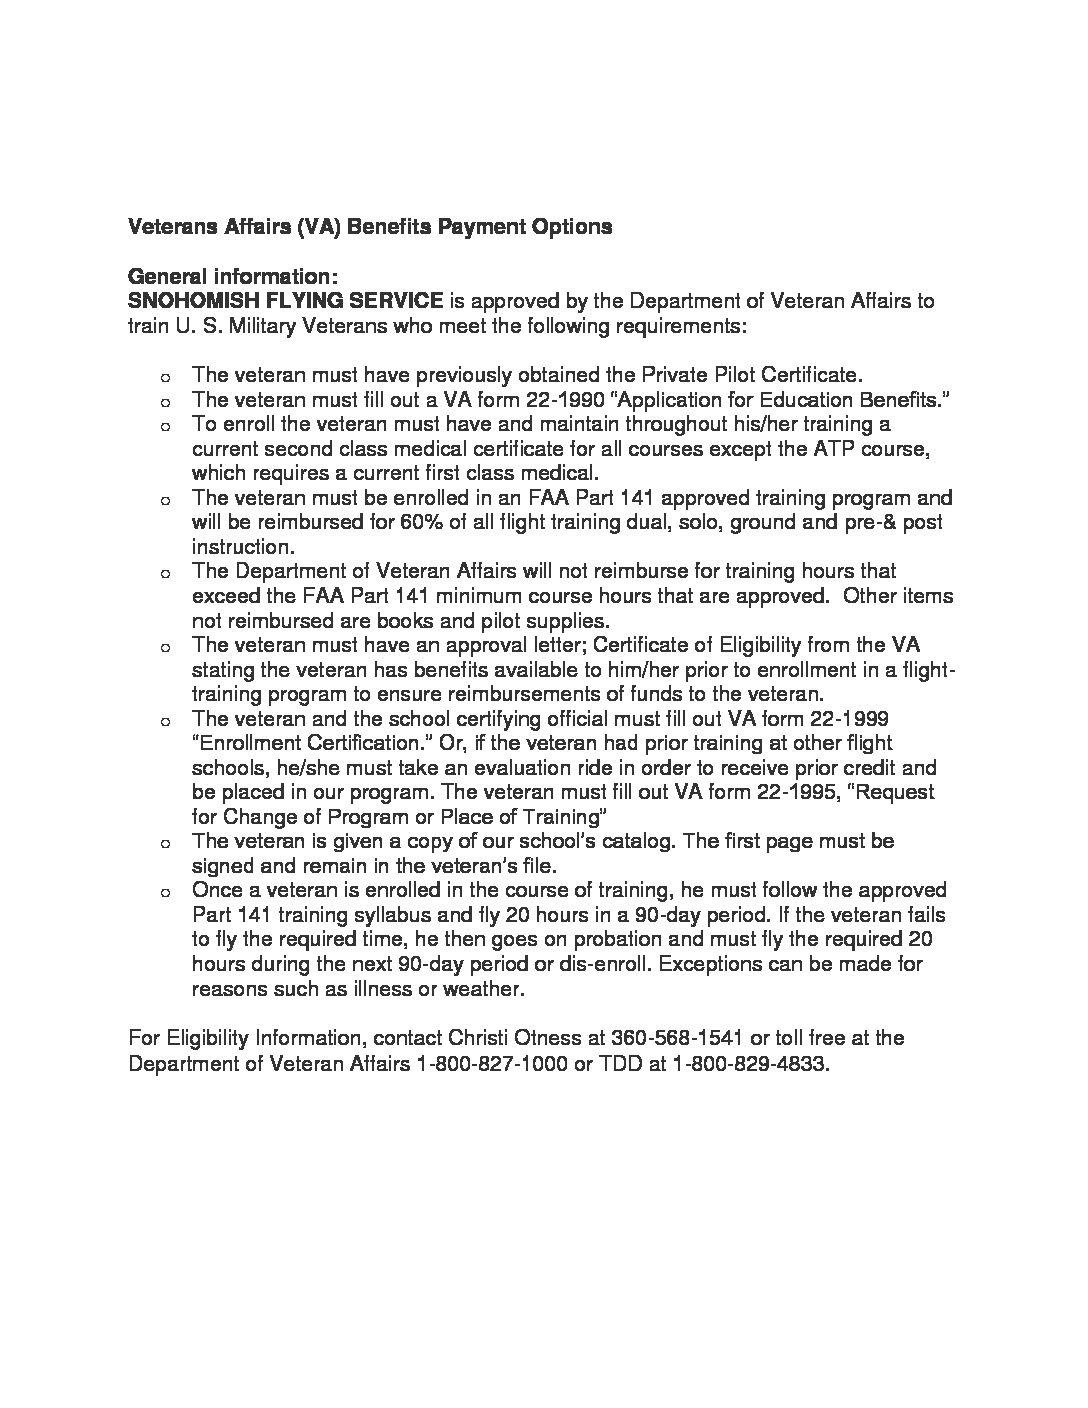 Veterans Affairs (VA) Benefits Payment Options
General information:
SNOHOMISH FLYING SERVICE is approved by the Department of Veteran Affairs to
train U. S. Military Veterans who meet the following requirements:
o The veteran must have previously obtained the Private Pilot Certificate.
o The veteran must fill out a VA form 22-1990 “Application for Education Benefits.”
o To enroll the veteran must have and maintain throughout his/her training a
current second class medical certificate for all courses except the ATP course,
which requires a current first class medical.
o The veteran must be enrolled in an FAA Part 141 approved training program and
will be reimbursed for 60% of all flight training dual, solo, ground and pre-& post
instruction.
o The Department of Veteran Affairs will not reimburse for training hours that
exceed the FAA Part 141 minimum course hours that are approved.  Other items
not reimbursed are books and pilot supplies.
o The veteran must have an approval letter; Certificate of Eligibility from the VA
stating the veteran has benefits available to him/her prior to enrollment in a flight-
training program to ensure reimbursements of funds to the veteran.
o The veteran and the school certifying official must fill out VA form 22-1999
“Enrollment Certification.” Or, if the veteran had prior training at other flight
schools, he/she must take an evaluation ride in order to receive prior credit and
be placed in our program. The veteran must fill out VA form 22-1995, “Request
for Change of Program or Place of Training”
o The veteran is given a copy of our school’s catalog. The first page must be
signed and remain in the veteran’s file.
o Once a veteran is enrolled in the course of training, he must follow the approved
Part 141 training syllabus and fly 20 hours in a 90-day period. If the veteran fails
to fly the required time, he then goes on probation and must fly the required 20
hours during the next 90-day period or dis-enroll. Exceptions can be made for
reasons such as illness or weather.
For Eligibility Information, contact Christi Otness at 360-568-1541 or toll free at the
Department of Veteran Affairs 1-800-827-1000 or TDD at 1-800-829-4833.